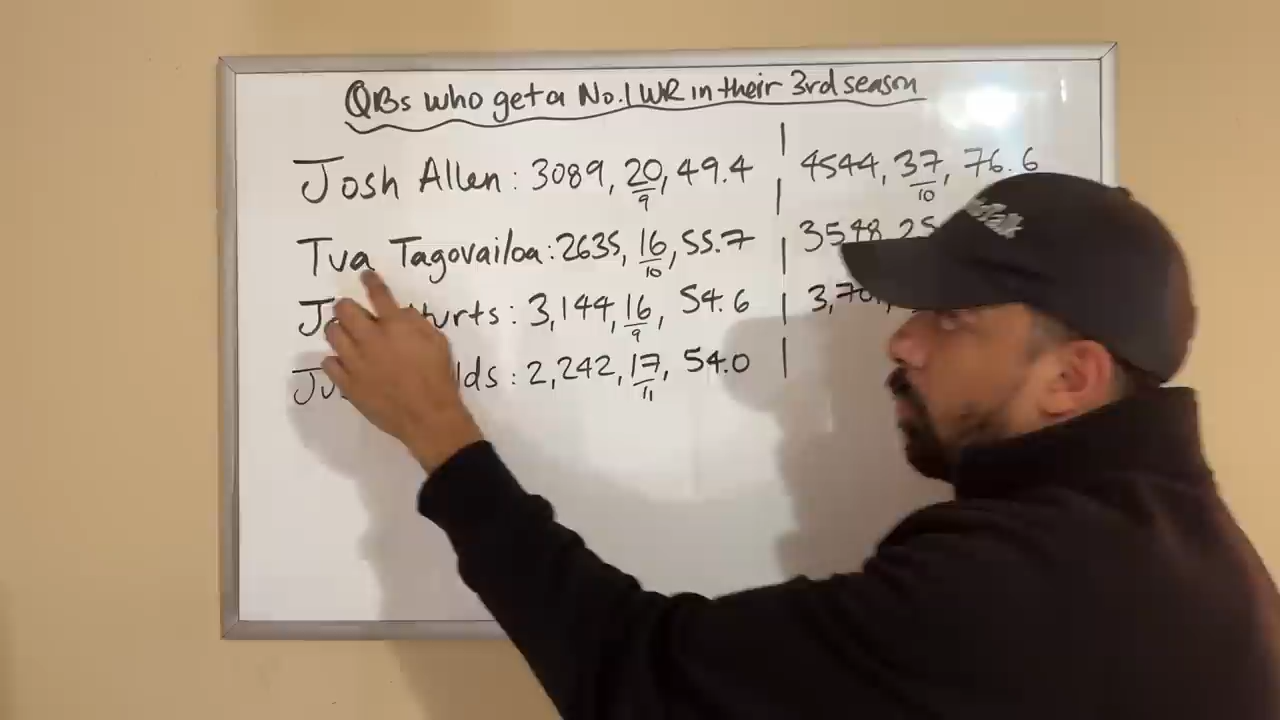 QBs who get a No.1 WR in their 3rd season
Josh Allen: 3089, 20/9, 49.4 | 4544, 37/10, 76.6
Tua Tagovailoa: 2635, 16/10, 55.7 | 3548, 25
Hurts: 3,144, 16/9, 54.6 | 3,701,
2,242, 17/11, 54.0 |
Talk